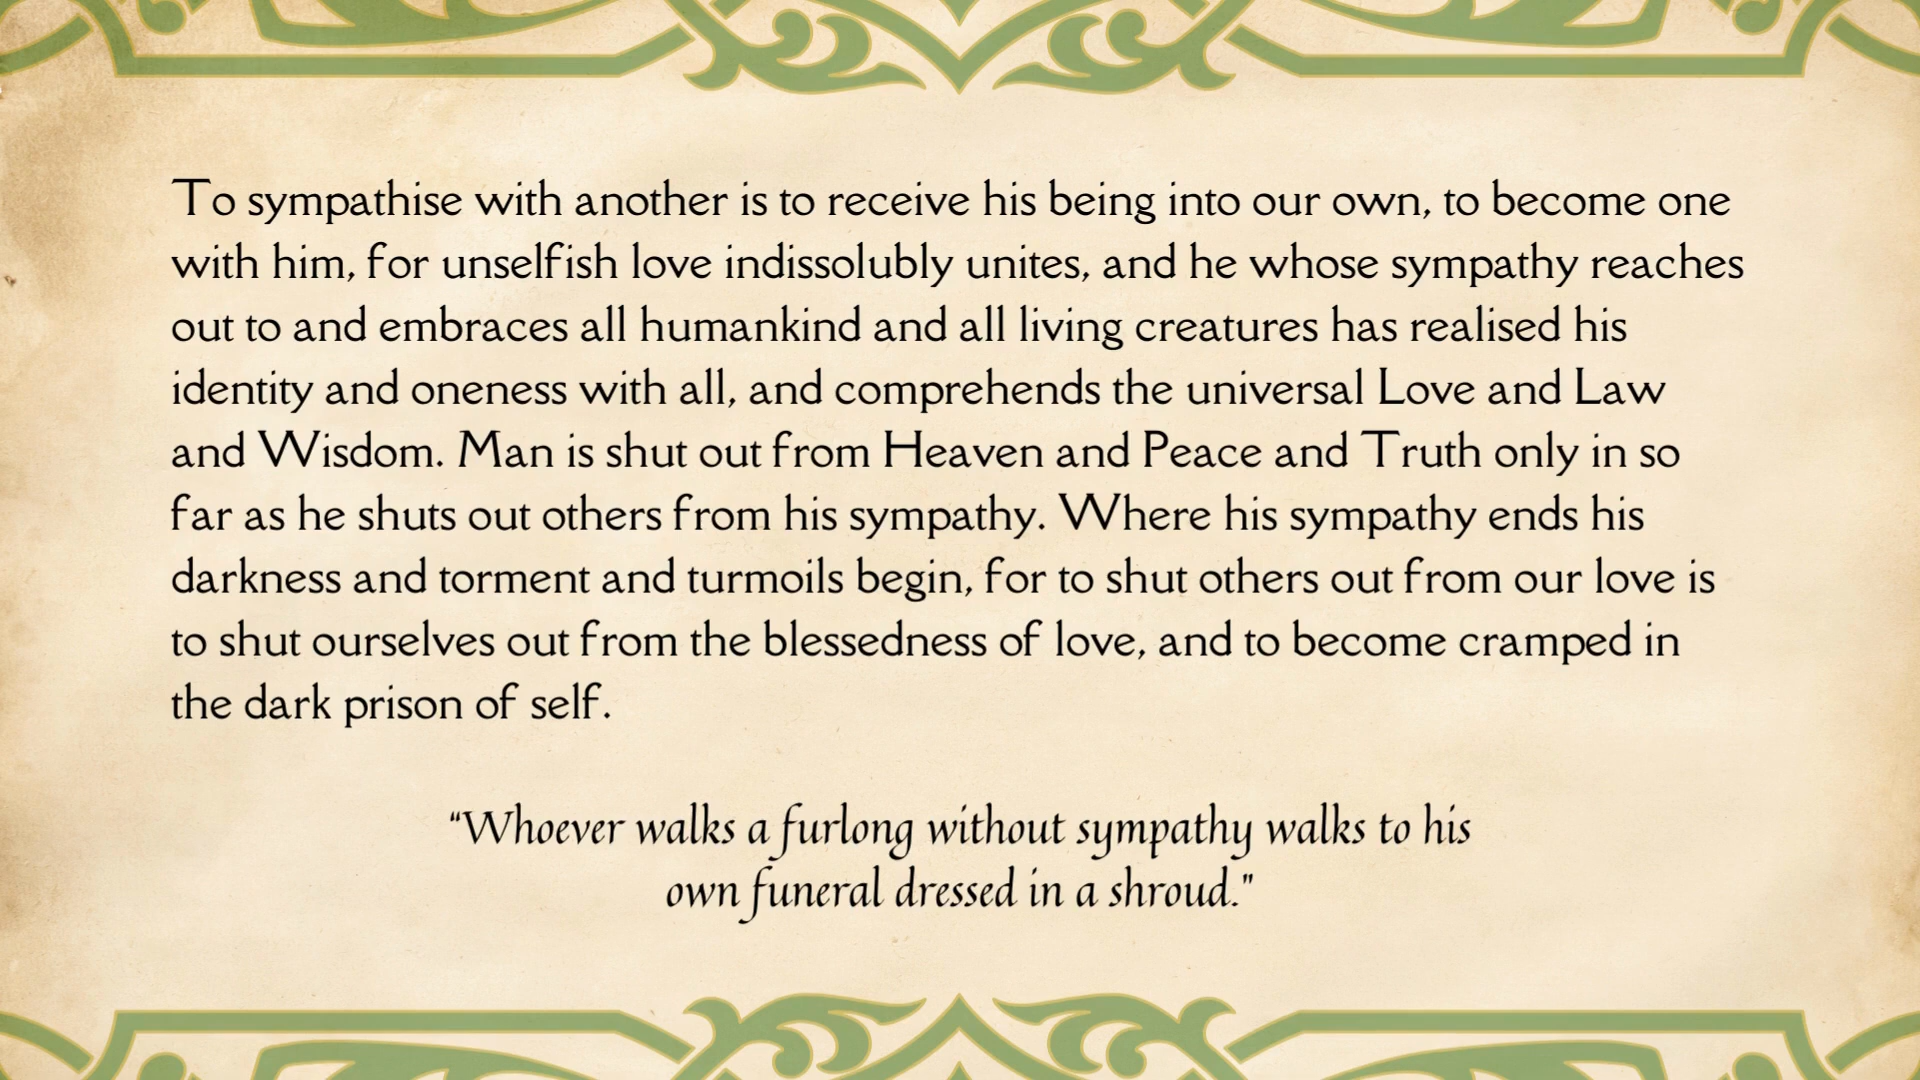 To sympathise with another is to receive his being into our own, to become one
with him, for unselfish love indissolubly unites, and he whose sympathy reaches
out to and embraces all humankind and all living creatures has realised his
identity and oneness with all, and comprehends the universal Love and Law
and Wisdom. Man is shut out from Heaven and Peace and Truth only in so
far as he shuts out others from his sympathy. Where his sympathy ends his
darkness and torment and turmoils begin, for to shut others out from our love is
to shut ourselves out from the blessedness of love, and to become cramped in
the dark prison of self.
“Whoever walks a furlong without sympathy walks to his
own funeral dressed in a shroud.”